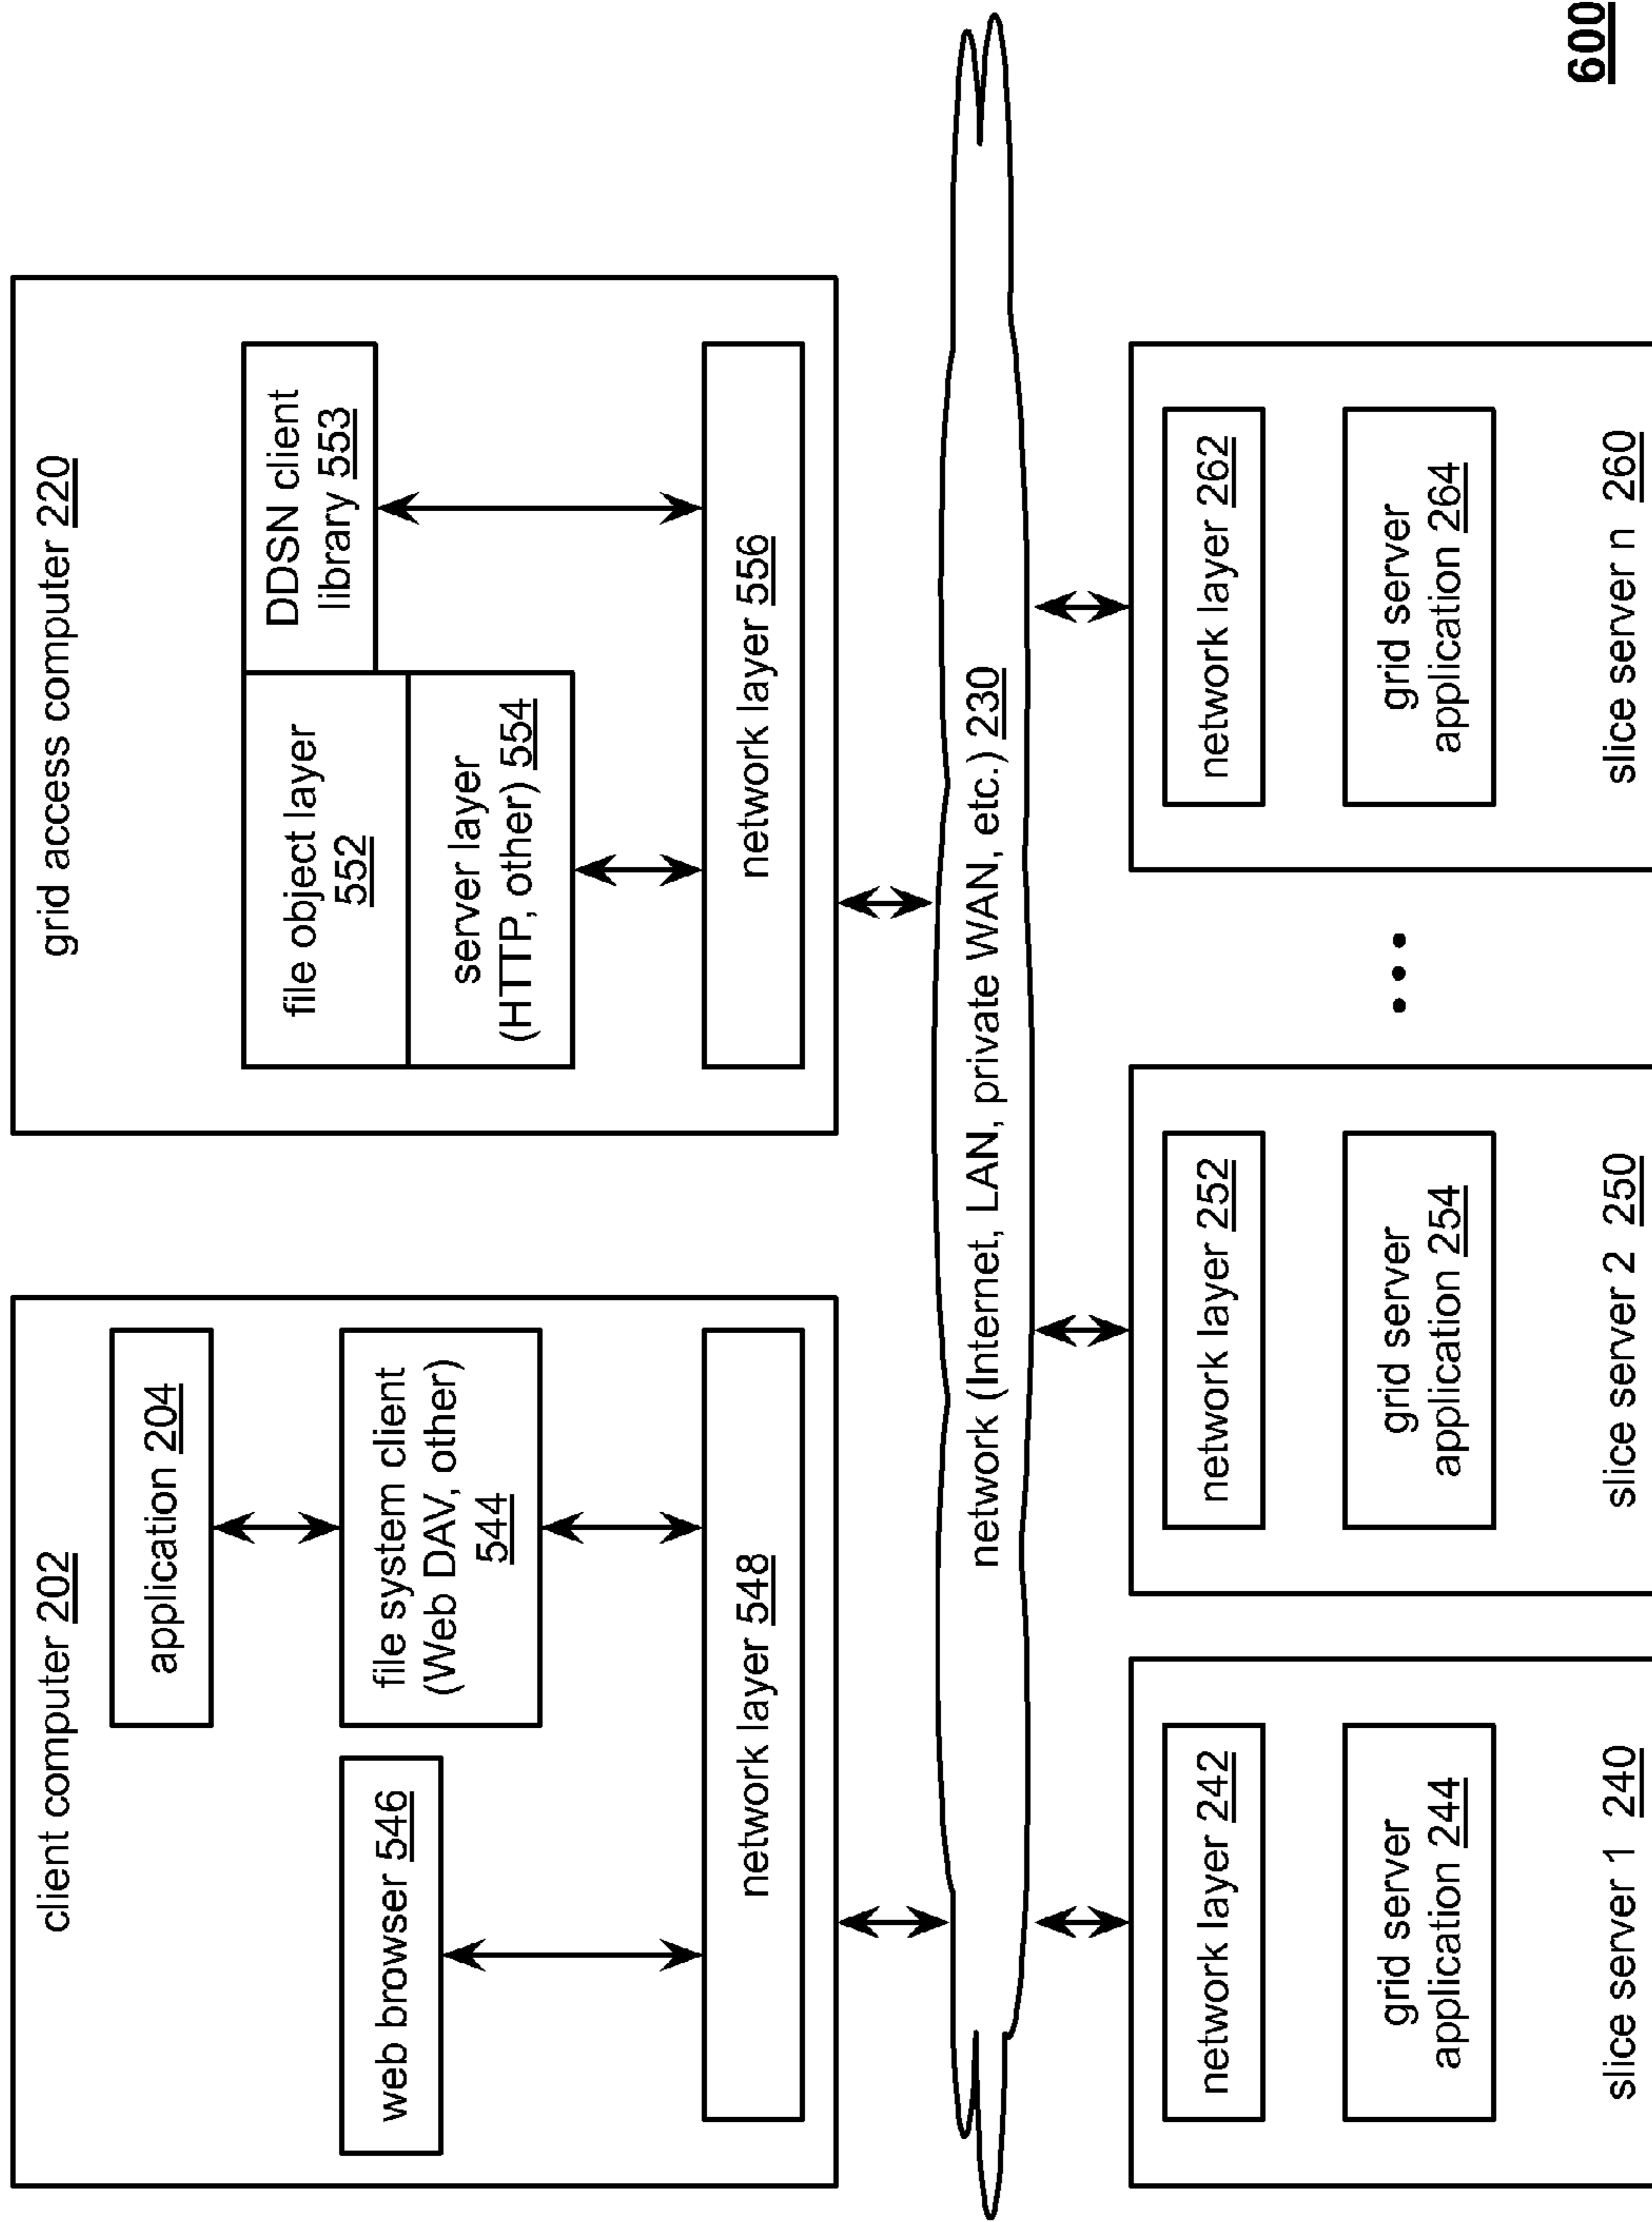 client computer 202
application 204
web browser 546
file system client
(Web DAV, other)
544
network layer 548
grid access computer 220
file object layer
552
DDSN client
library 553
server layer
(HTTP, other) 554
network layer 556
network (Internet, LAN, private WAN, etc.) 230
network layer 242
grid server
application 244
slice server 1 240
network layer 252
grid server
application 254
slice server 2 250
...
network layer 262
grid server
application 264
slice server n 260
600